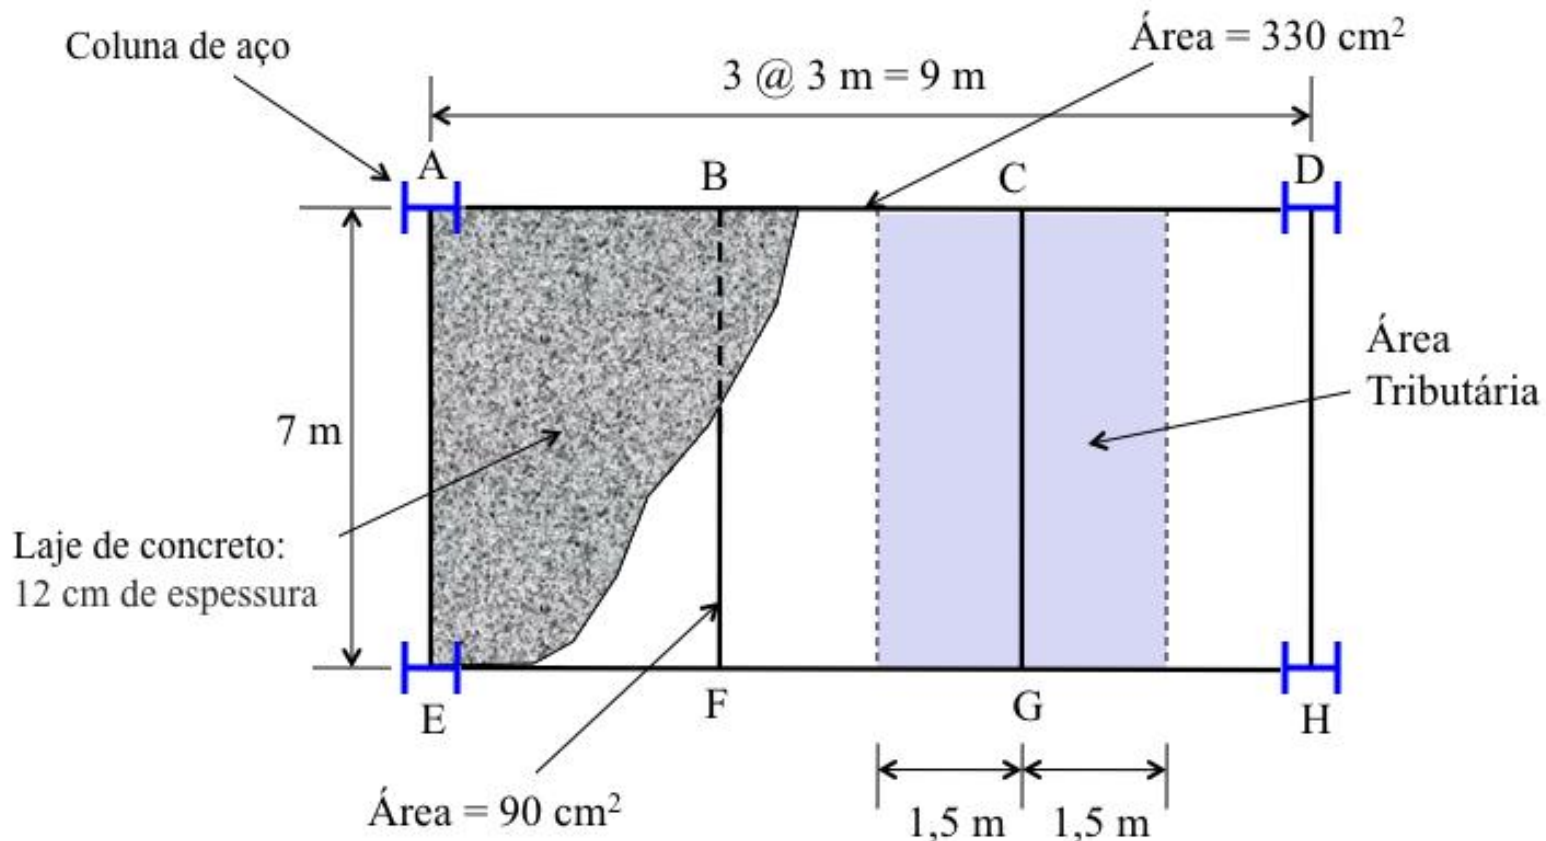 Coluna de aço
Área = 330 cm²
3 @ 3 m = 9 m
A
B
C
D
Área
Tributária
7 m
Laje de concreto:
12 cm de espessura
E
F
G
H
Área = 90 cm²
1,5 m
1,5 m